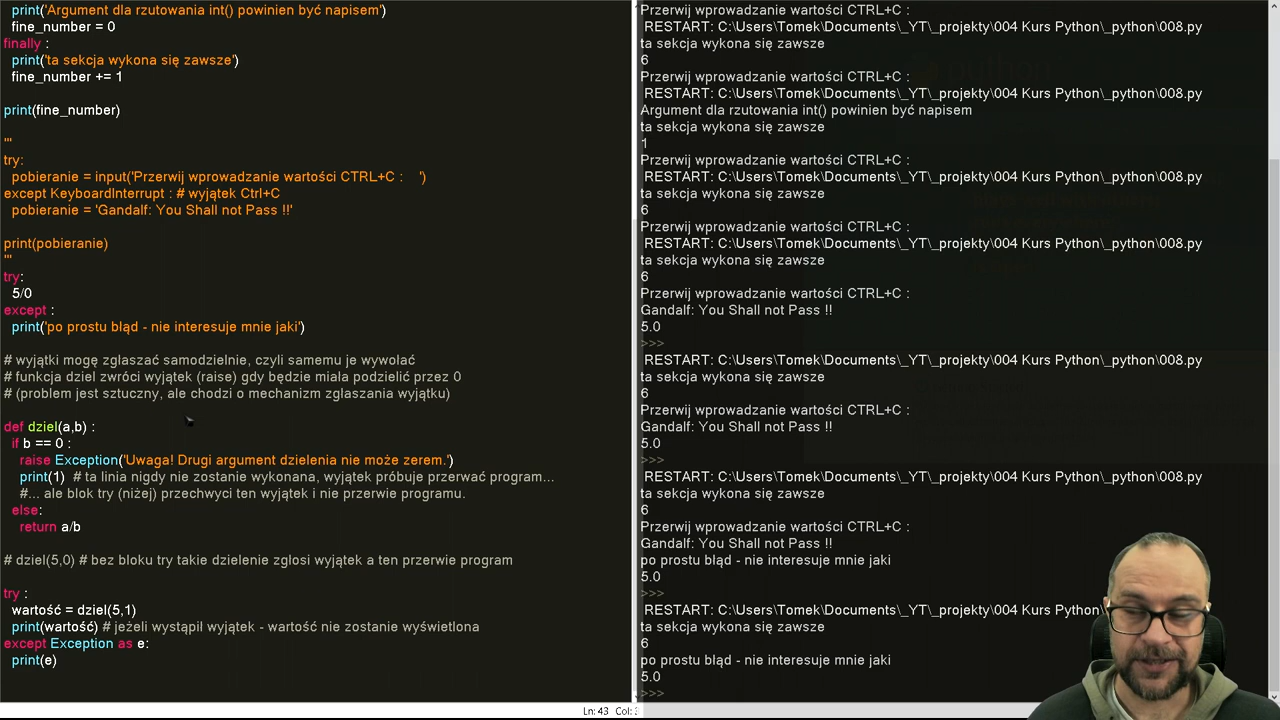 print('Argument dla rzutowania int() powinien być napisem')
fine_number = 0
finally :
print('ta sekcja wykona się zawsze')
fine_number += 1
print(fine_number)
'''
try:
pobieranie = input('Przerwij wprowadzanie wartości CTRL+C :    ')
except KeyboardInterrupt : # wyjątek Ctrl+C
pobieranie = 'Gandalf: You Shall not Pass !!'
print(pobieranie)
'''
try:
5/0
except :
print('po prostu błąd - nie interesuje mnie jaki')
# wyjątki mogę zgłaszać samodzielnie, czyli samemu je wywołać
# funkcja dziel zwróci wyjątek (raise) gdy będzie miała podzielić przez 0
# (problem jest sztuczny, ale chodzi o mechanizm zgłaszania wyjątku)
def dziel(a,b) :
if b == 0 :
raise Exception('Uwaga! Drugi argument dzielenia nie może zerem.')
print(1)  # ta linia nigdy nie zostanie wykonana, wyjątek próbuje przerwać program...
#... ale blok try (niżej) przechwyci ten wyjątek i nie przerwie programu.
else:
return a/b
# dziel(5,0) # bez bloku try takie dzielenie zgłosi wyjątek a ten przerwie program
try :
wartość = dziel(5,1)
print(wartość) # jeżeli wystąpił wyjątek - wartość nie zostanie wyświetlona
except Exception as e:
print(e)
Przerwij wprowadzanie wartości CTRL+C :
RESTART: C:\Users\Tomek\Documents\_YT\_projekty\004 Kurs Python\_python\008.py
ta sekcja wykona się zawsze
6
Przerwij wprowadzanie wartości CTRL+C :
RESTART: C:\Users\Tomek\Documents\_YT\_projekty\004 Kurs Python\_python\008.py
Argument dla rzutowania int() powinien być napisem
ta sekcja wykona się zawsze
1
Przerwij wprowadzanie wartości CTRL+C :
RESTART: C:\Users\Tomek\Documents\_YT\_projekty\004 Kurs Python\_python\008.py
ta sekcja wykona się zawsze
6
Przerwij wprowadzanie wartości CTRL+C :
RESTART: C:\Users\Tomek\Documents\_YT\_projekty\004 Kurs Python\_python\008.py
ta sekcja wykona się zawsze
6
Przerwij wprowadzanie wartości CTRL+C :
Gandalf: You Shall not Pass !!
5.0
>>>
RESTART: C:\Users\Tomek\Documents\_YT\_projekty\004 Kurs Python\_python\008.py
ta sekcja wykona się zawsze
6
Przerwij wprowadzanie wartości CTRL+C :
Gandalf: You Shall not Pass !!
5.0
>>>
RESTART: C:\Users\Tomek\Documents\_YT\_projekty\004 Kurs Python\_python\008.py
ta sekcja wykona się zawsze
6
Przerwij wprowadzanie wartości CTRL+C :
Gandalf: You Shall not Pass !!
po prostu błąd - nie interesuje mnie jaki
5.0
>>>
RESTART: C:\Users\Tomek\Documents\_YT\_projekty\004 Kurs Python\_python\008.py
ta sekcja wykona się zawsze
6
po prostu błąd - nie interesuje mnie jaki
5.0
>>>
Ln: 43 Col: